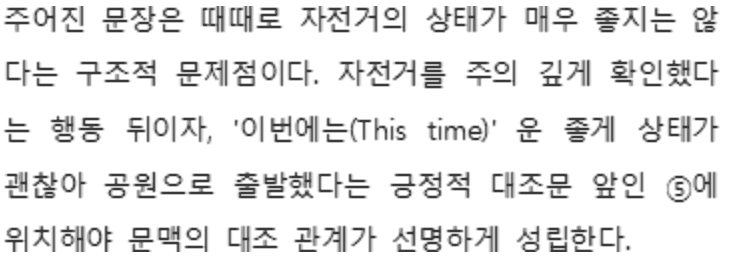 주어진 문장은 때때로 자전거의 상태가 매우 좋지는 않
다는 구조적 문제점이다. 자전거를 주의 깊게 확인했다
는 행동 뒤이자, '이번에는(This time)' 운 좋게 상태가
괜찮아 공원으로 출발했다는 긍정적 대조문 앞인 ⑤에
위치해야 문맥의 대조 관계가 선명하게 성립한다.